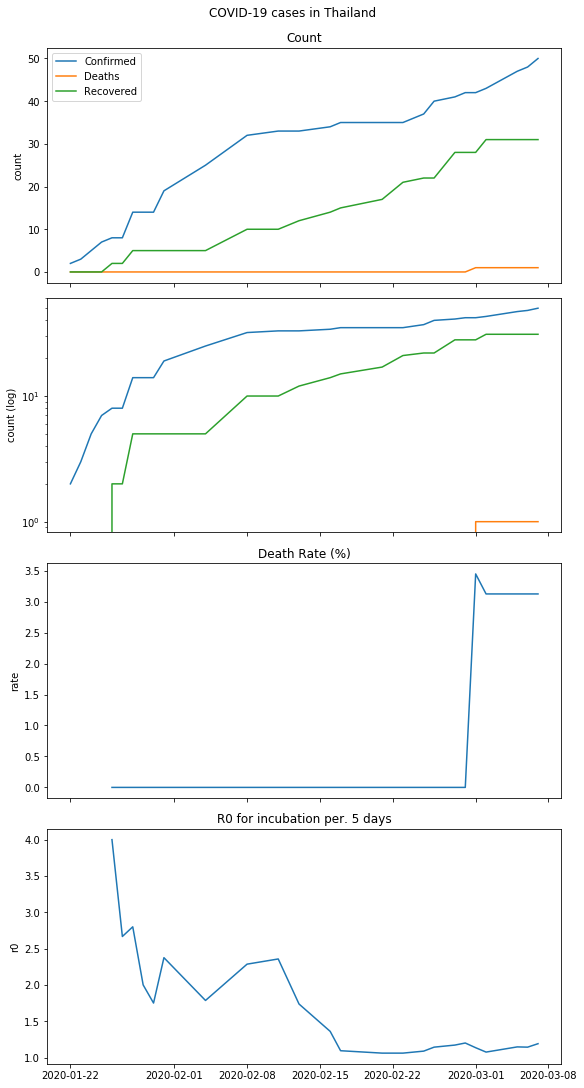 COVID-19 cases in Thailand
Count
Confirmed
Deaths
Recovered
count
50
40
30
20
10
0
count (log)
10¹
10⁰
Death Rate (%)
rate
3.5
3.0
2.5
2.0
1.5
1.0
0.5
0.0
R0 for incubation per. 5 days
r0
4.0
3.5
3.0
2.5
2.0
1.5
1.0
2020-01-22 2020-02-01 2020-02-08 2020-02-15 2020-02-22 2020-03-01 2020-03-08